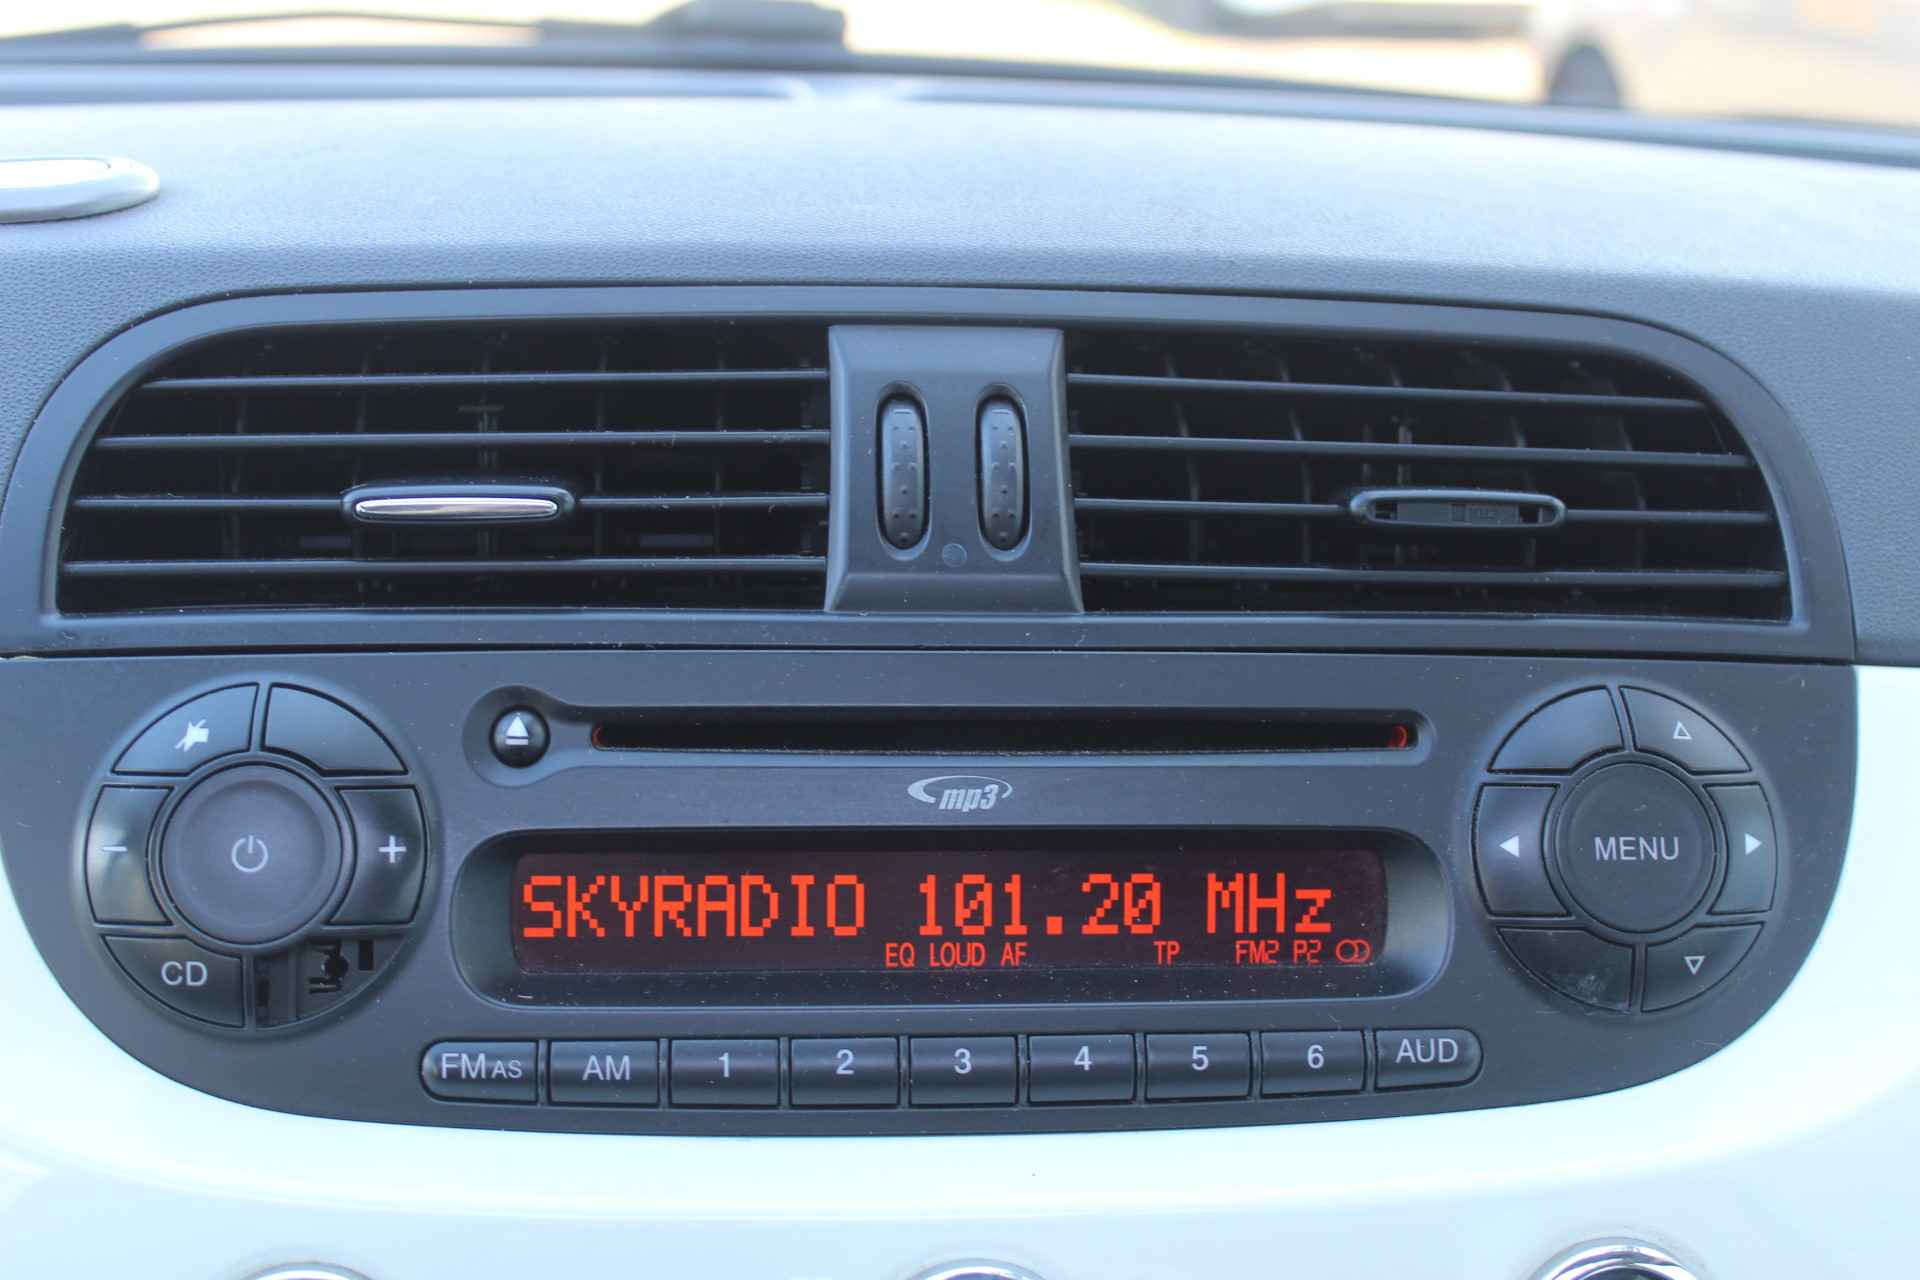 mp3
SKYRADIO 101.20 MHz
EQ LOUD AF TP FM2 P2
MENU
CD
FM AS AM 1 2 3 4 5 6 AUD